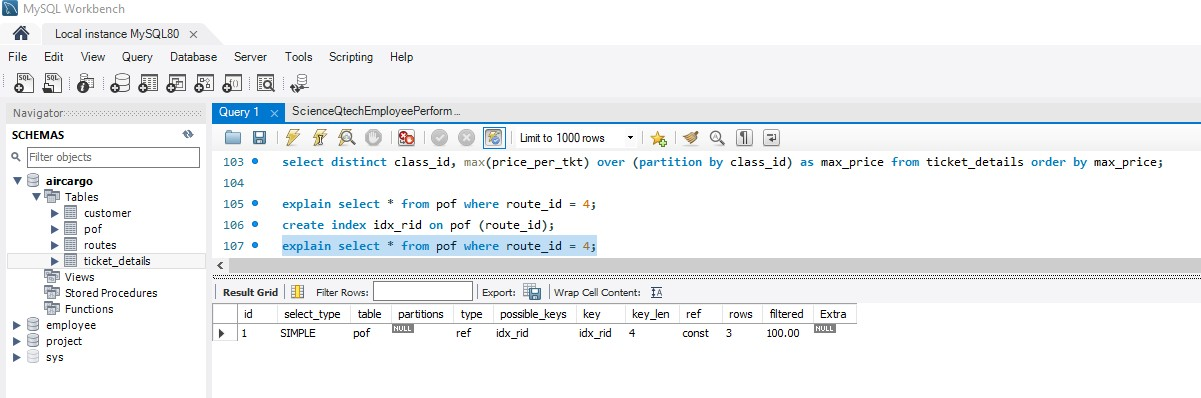 MySQL Workbench
Local instance MySQL80 ×
File Edit View Query Database Server Tools Scripting Help
Navigator
SCHEMAS
Filter objects
aircargo
Tables
customer
pof
routes
ticket_details
Views
Stored Procedures
Functions
employee
project
sys
Query 1 × ScienceQtechEmployeePerform...
Limit to 1000 rows
103 select distinct class_id, max(price_per_tkt) over (partition by class_id) as max_price from ticket_details order by max_price;
104
105 explain select * from pof where route_id = 4;
106 create index idx_rid on pof (route_id);
107 explain select * from pof where route_id = 4;
Result Grid Filter Rows: Export: Wrap Cell Content:
id select_type table partitions type possible_keys key key_len ref rows filtered Extra
1 SIMPLE pof NULL ref idx_rid idx_rid 4 const 3 100.00 NULL